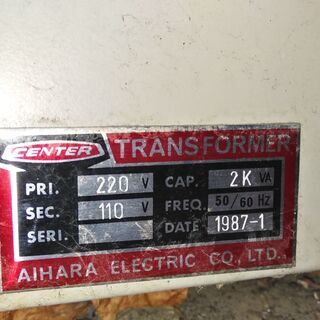 CENTER TRANSFORMER
PRI. 220 V CAP. 2K VA
SEC. 110 V FREQ. 50/60 Hz
SERI. DATE 1987-1
AIHARA ELECTRIC CO., LTD.